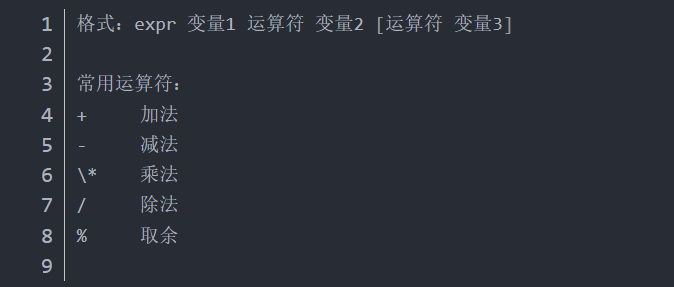 1 格式：expr 变量1 运算符 变量2 [运算符 变量3]
2
3 常用运算符：
4 + 加法
5 - 减法
6 \* 乘法
7 / 除法
8 % 取余
9